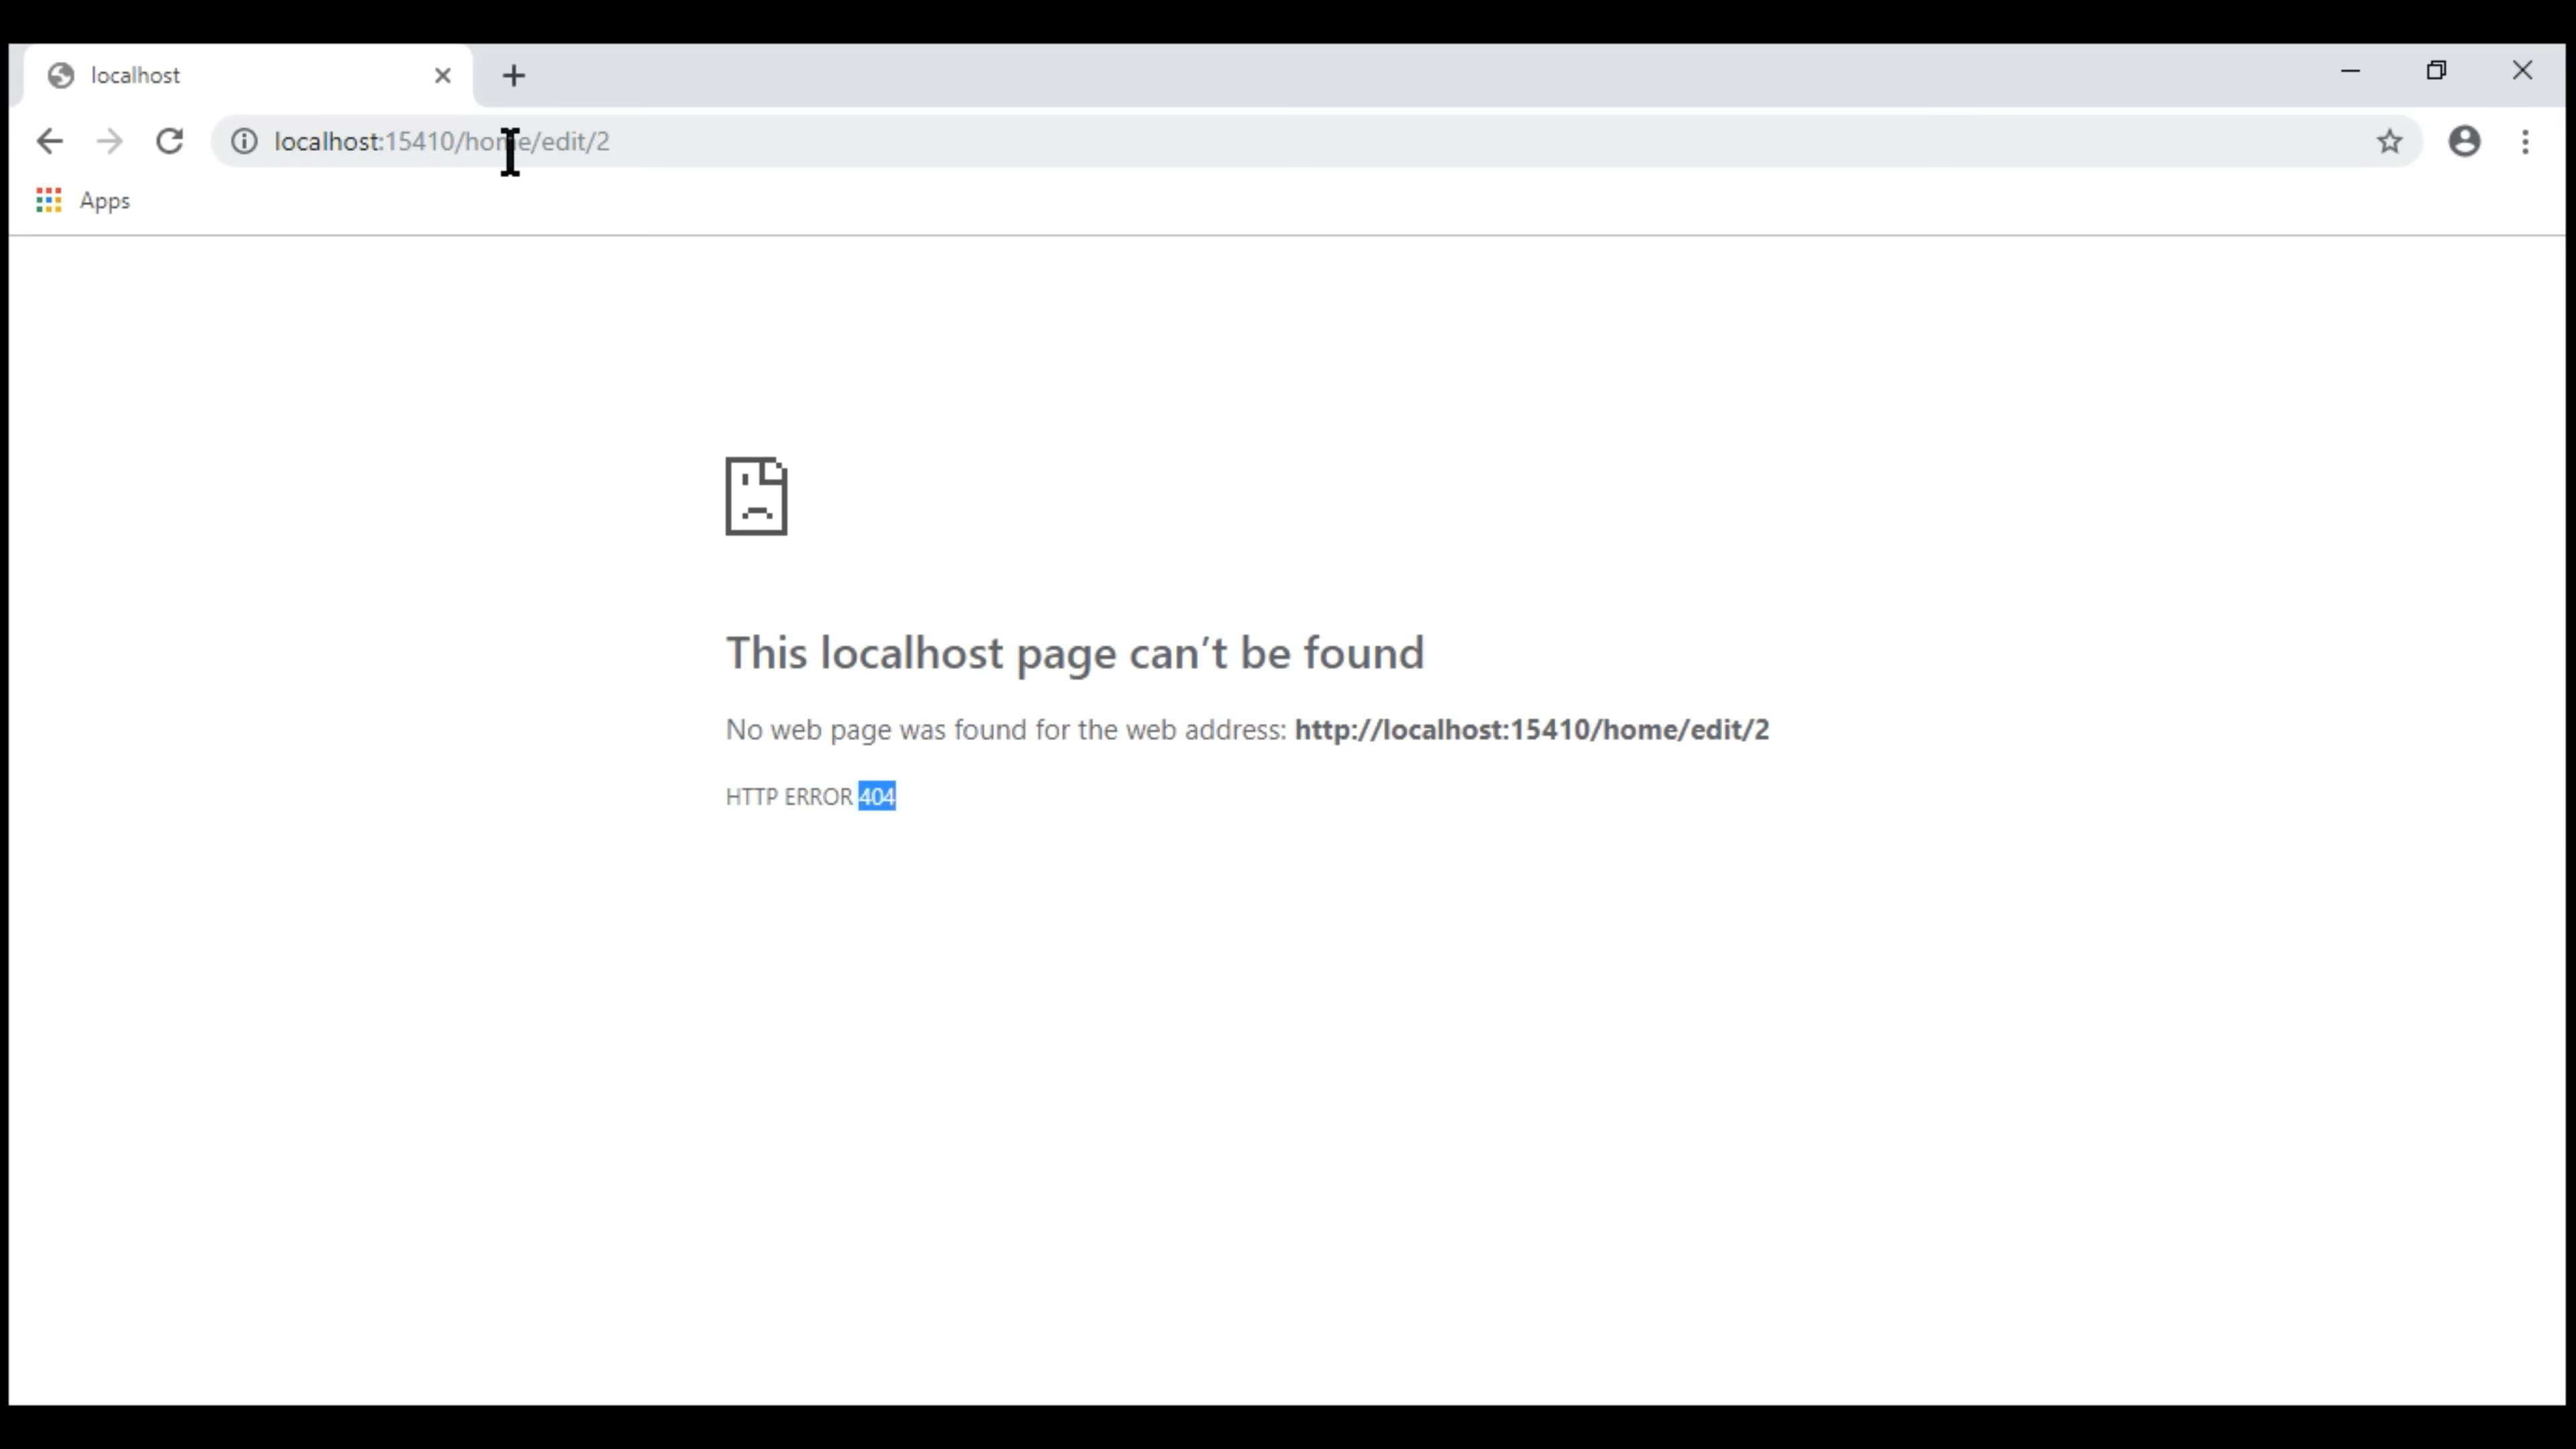 localhost
localhost:15410/home/edit/2
Apps
This localhost page can’t be found
No web page was found for the web address: http://localhost:15410/home/edit/2
HTTP ERROR 404